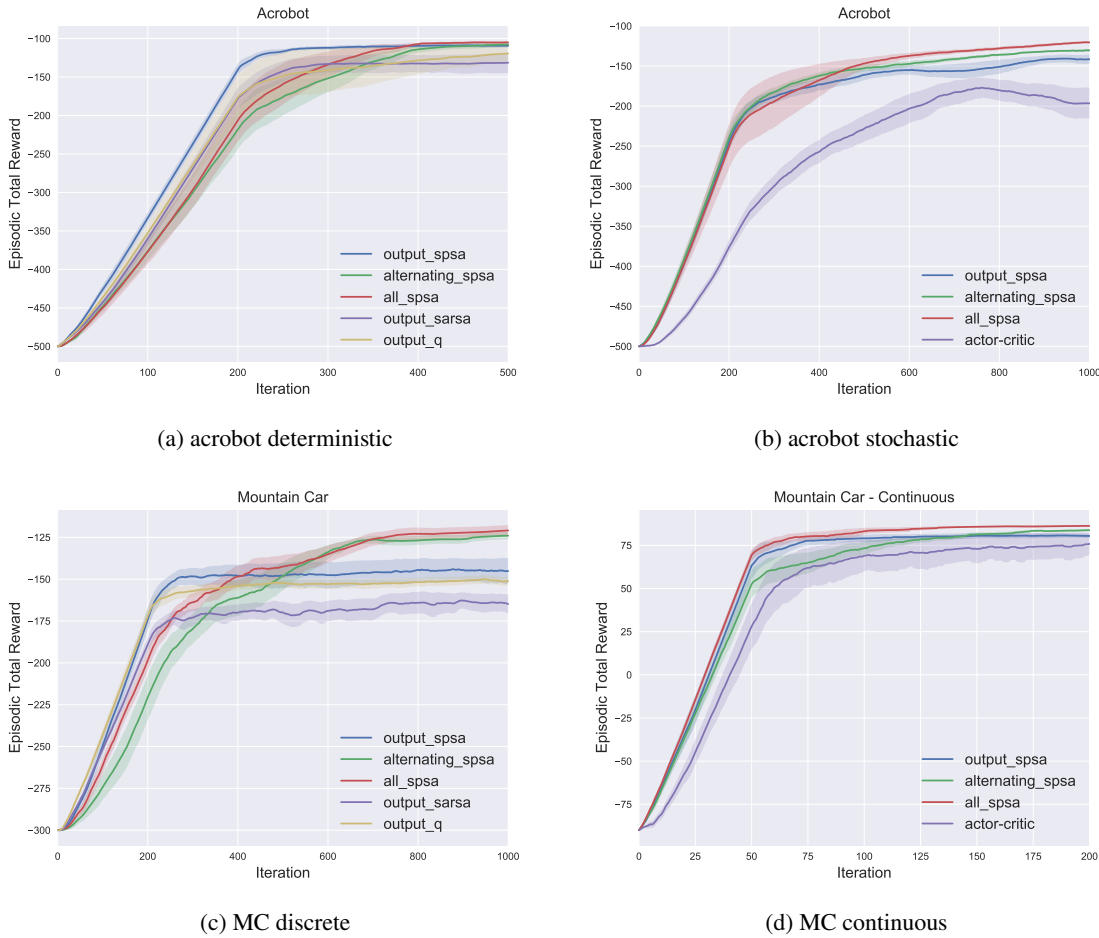 Acrobot
−100
−150
−200
−250
−300
−350
−400
−450
−500
Episodic Total Reward
output_spsa
alternating_spsa
all_spsa
output_sarsa
output_q
0 100 200 300 400 500
Iteration
(a) acrobot deterministic
Acrobot
−100
−150
−200
−250
−300
−350
−400
−450
−500
Episodic Total Reward
output_spsa
alternating_spsa
all_spsa
actor-critic
0 200 400 600 800 1000
Iteration
(b) acrobot stochastic
Mountain Car
−125
−150
−175
−200
−225
−250
−275
−300
Episodic Total Reward
output_spsa
alternating_spsa
all_spsa
output_sarsa
output_q
0 200 400 600 800 1000
Iteration
(c) MC discrete
Mountain Car - Continuous
75
50
25
0
−25
−50
−75
Episodic Total Reward
output_spsa
alternating_spsa
all_spsa
actor-critic
0 25 50 75 100 125 150 175 200
Iteration
(d) MC continuous